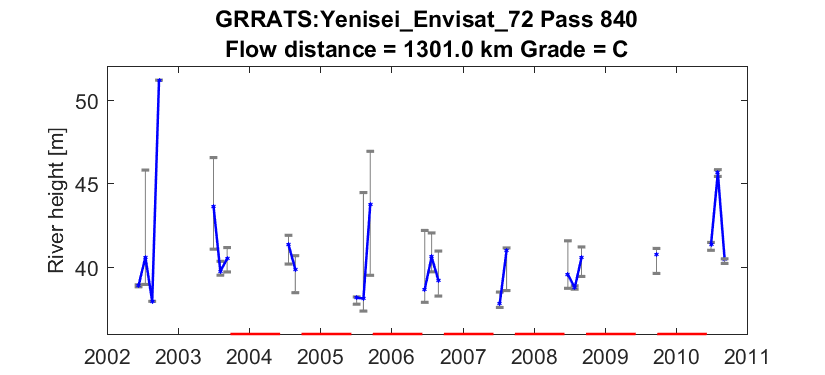 GRRATS:Yenisei_Envisat_72 Pass 840
Flow distance = 1301.0 km Grade = C
River height [m]
50
45
40
2002 2003 2004 2005 2006 2007 2008 2009 2010 2011